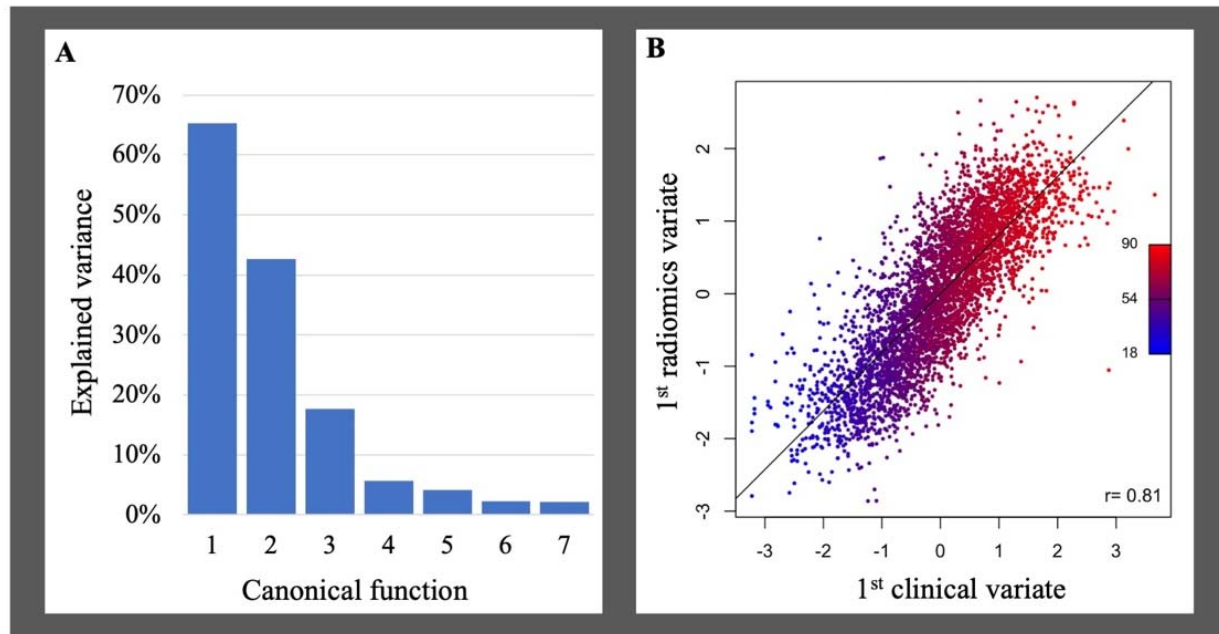 A
70%
60%
50%
40%
30%
20%
10%
0%
Explained variance
1 2 3 4 5 6 7
Canonical function
B
2
1
0
-1
-2
-3
1st radiomics variate
90
54
18
r= 0.81
-3 -2 -1 0 1 2 3
1st clinical variate